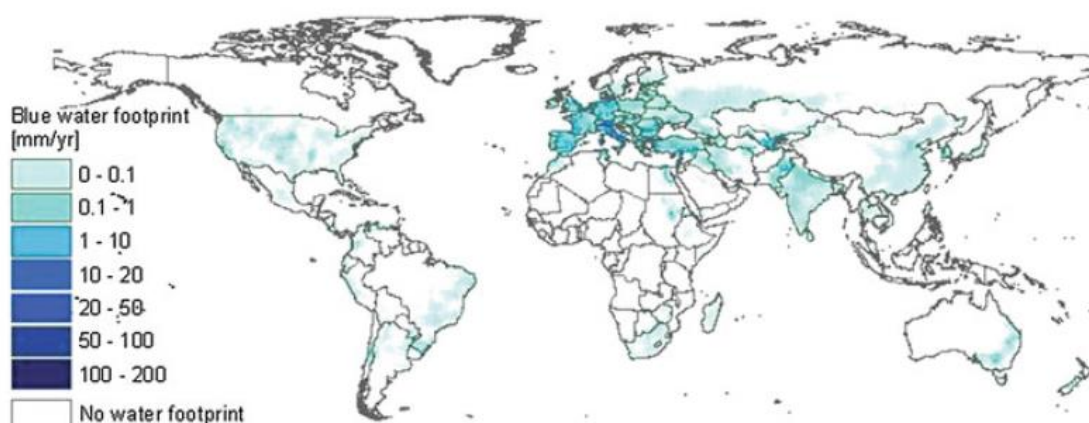 Blue water footprint
[mm/yr]
0 - 0.1
0.1 - 1
1 - 10
10 - 20
20 - 50
50 - 100
100 - 200
No water footprint